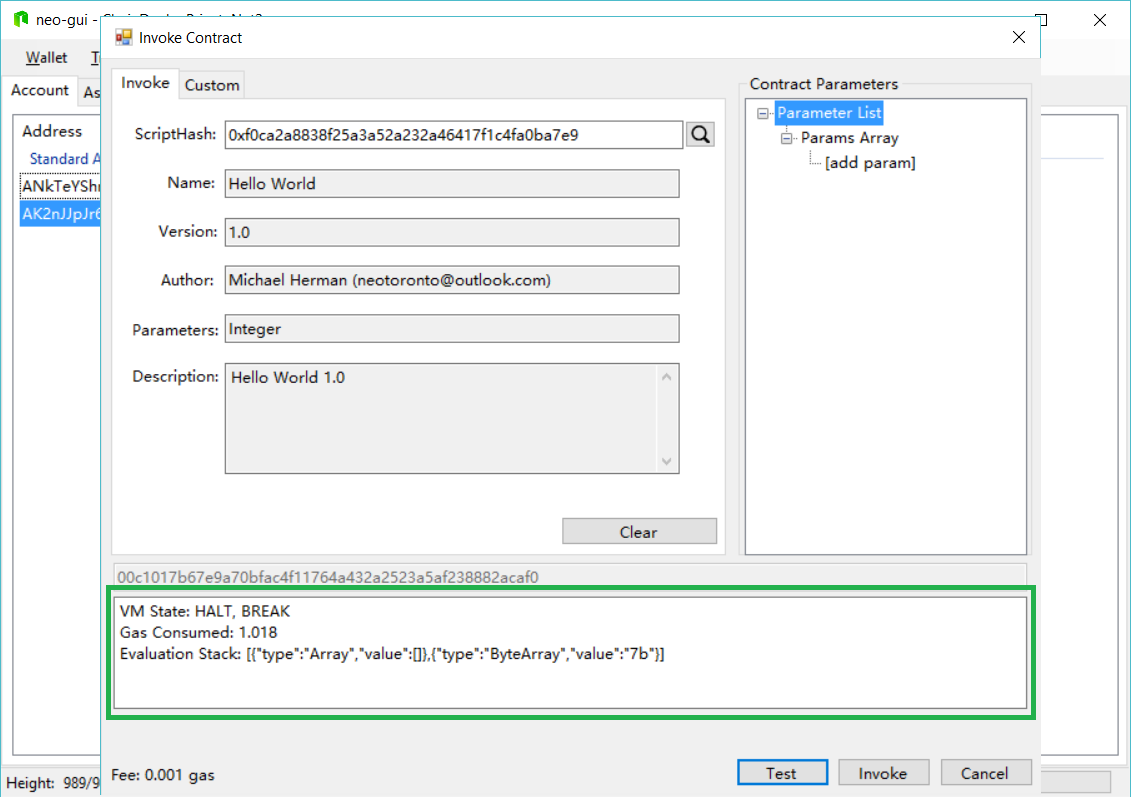 neo-gui -
Invoke Contract
Wallet
Account
Invoke
Custom
Contract Parameters
Address
Standard A
ANkTeYShr
AK2nJJpJr6
ScriptHash: 0xf0ca2a8838f25a3a52a232a46417f1c4fa0ba7e9
Name: Hello World
Version: 1.0
Author: Michael Herman (neotoronto@outlook.com)
Parameters: Integer
Description: Hello World 1.0
Clear
Parameter List
Params Array
[add param]
00c1017b67e9a70bfac4f11764a432a2523a5af238882acaf0
VM State: HALT, BREAK
Gas Consumed: 1.018
Evaluation Stack: [{"type":"Array","value":[]},{"type":"ByteArray","value":"7b"}]
Height: 989/9
Fee: 0.001 gas
Test
Invoke
Cancel